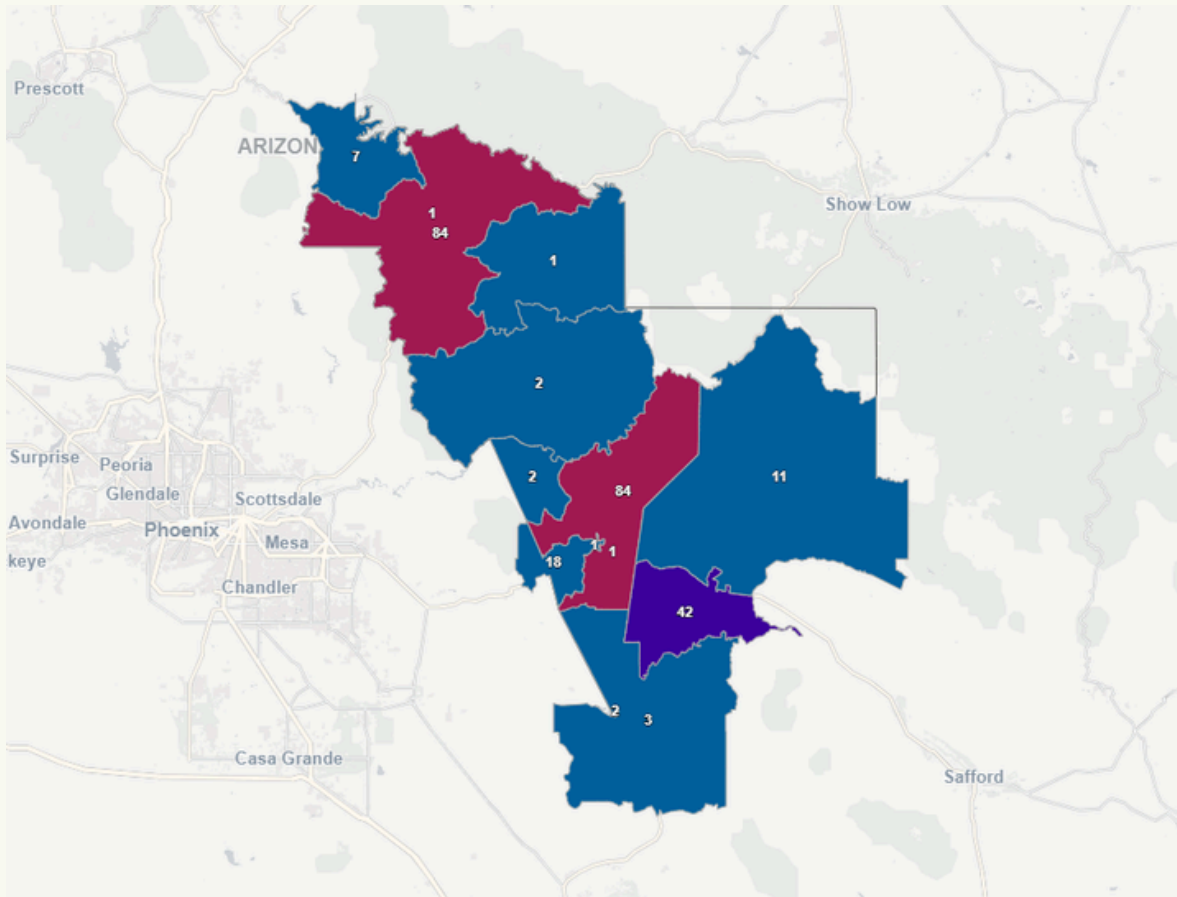 Prescott
ARIZON
7
Show Low
1
84
1
2
Surprise
Peoria
Glendale
Scottsdale
2
84
11
Avondale
Phoenix
Mesa
keye
1
1
18
Chandler
42
2
3
Casa Grande
Safford